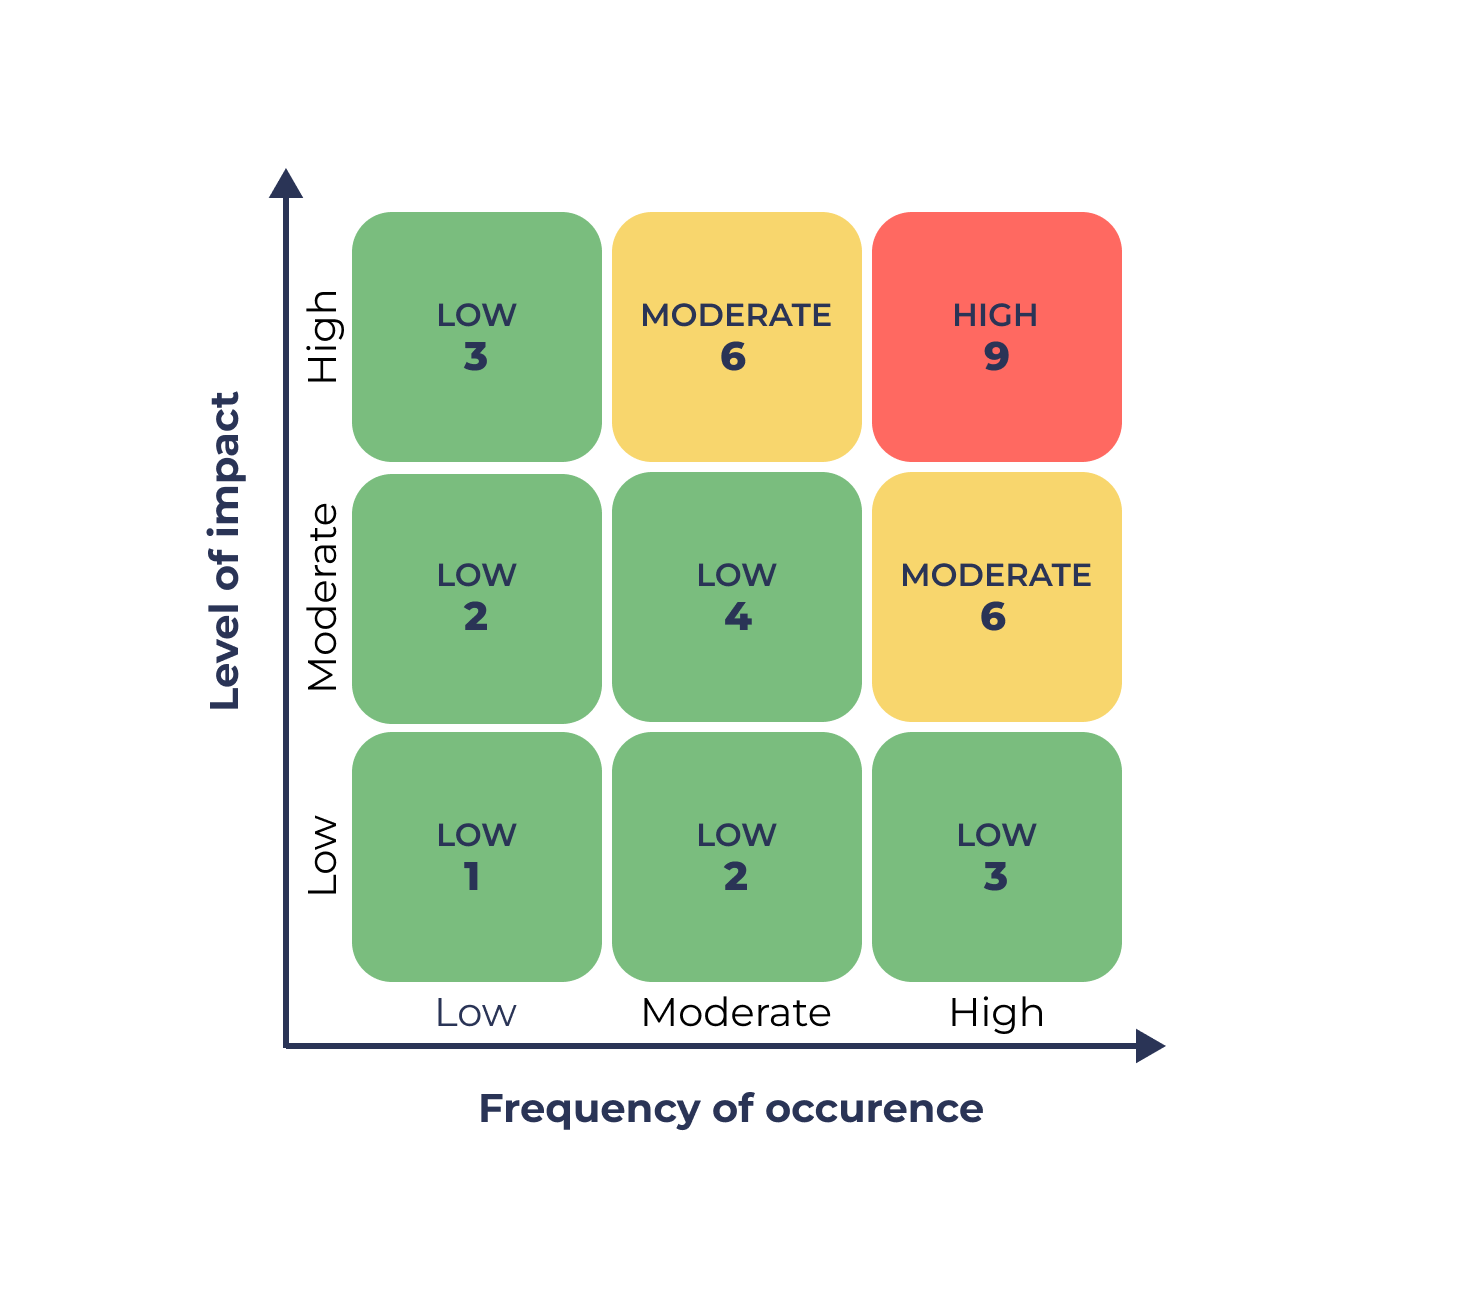 Level of impact
High
LOW
3
MODERATE
6
HIGH
9
Moderate
LOW
2
LOW
4
MODERATE
6
Low
LOW
1
LOW
2
LOW
3
Low
Moderate
High
Frequency of occurence